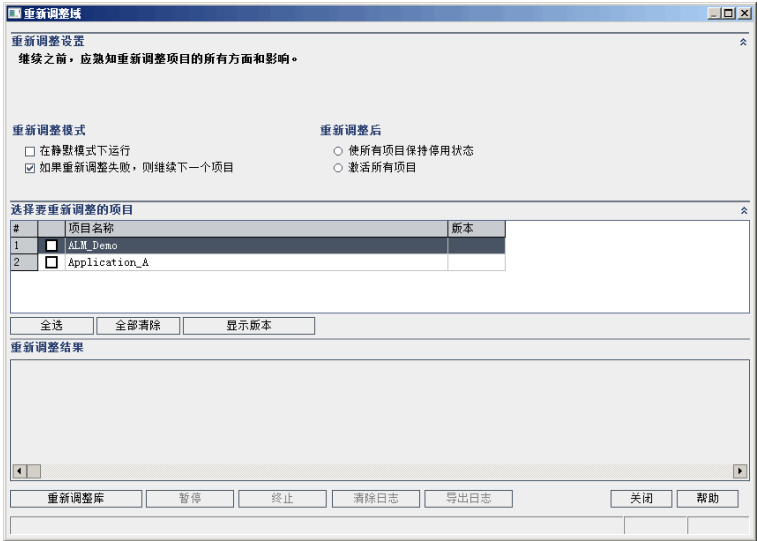 重新调整域
重新调整设置
继续之前，应熟知重新调整项目的所有方面和影响。
重新调整模式
重新调整后
在静默模式下运行
使所有项目保持停用状态
如果重新调整失败，则继续下一个项目
激活所有项目
选择要重新调整的项目
# 项目名称 版本
1 ALM_Demo
2 Application_A
全选 全部清除 显示版本
重新调整结果
重新调整库 暂停 终止 清除日志 导出日志 关闭 帮助